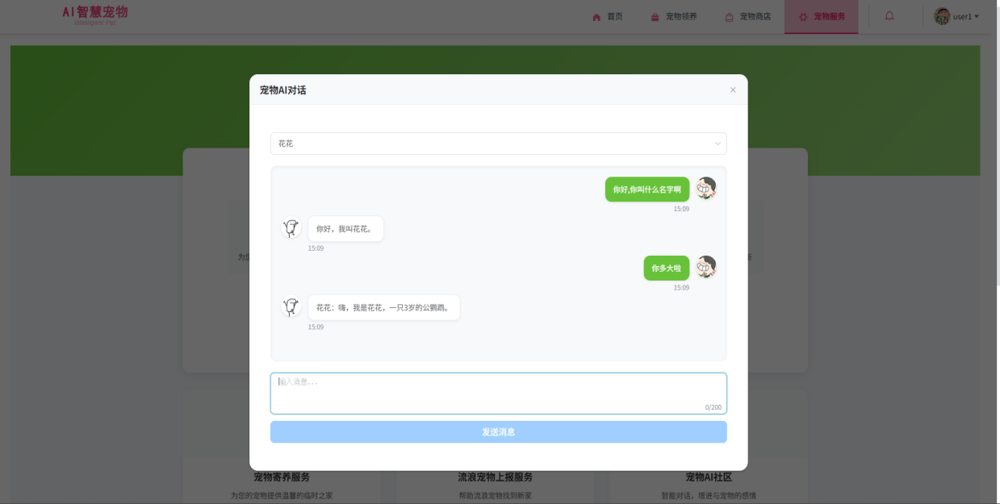 AI智慧宠物
Intelligent Pet
首页
宠物领养
宠物商店
宠物服务
user1
宠物AI对话
花花
你好,你叫什么名字啊
15:09
你好，我叫花花。
15:09
你多大啦
15:09
花花：嗨，我是花花，一只3岁的公鹦鹉。
15:09
输入消息...
0/200
发送消息
宠物寄养服务
流浪宠物上报服务
宠物AI社区
为您的宠物提供温馨的临时之家
帮助流浪宠物找到新家
智能对话，增进与宠物的感情